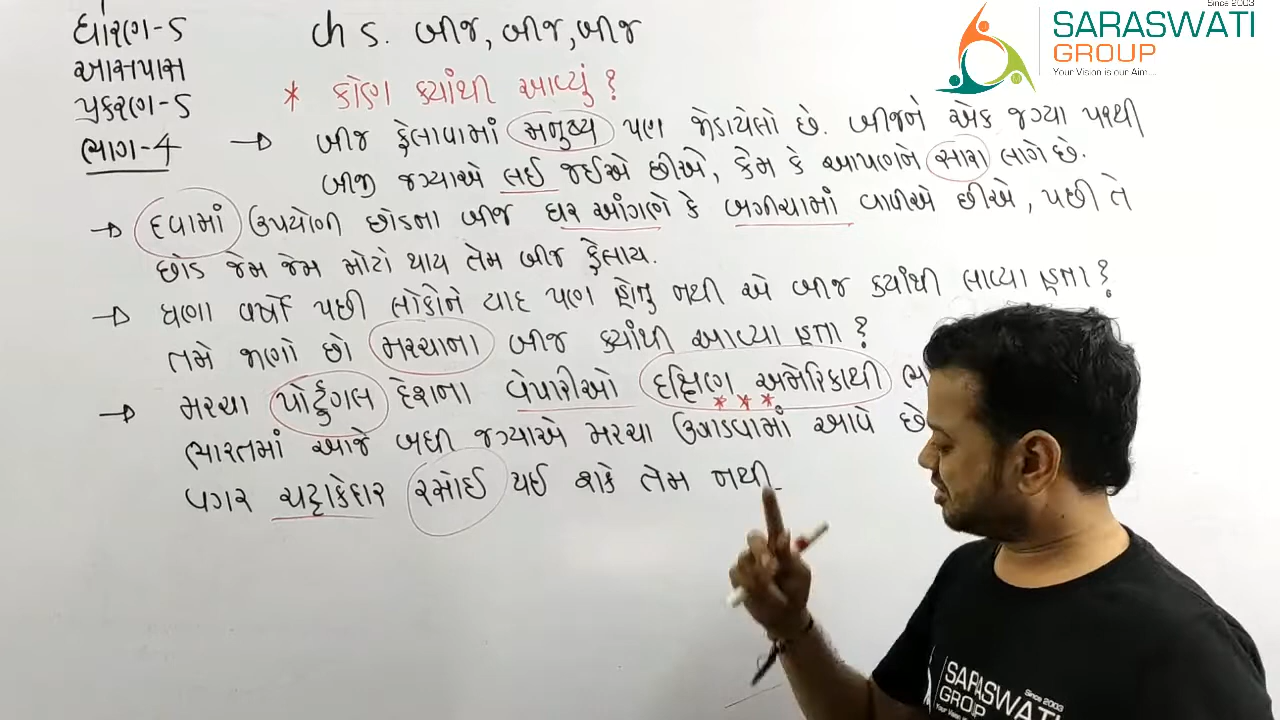 ધોરણ-5
ch 5. બીજ, બીજ, બીજ
આસપાસ
* કોણ ક્યાંથી આવ્યું ?
પ્રકરણ-5
ભાગ-4
→ બીજ ફેલાવામાં મનુષ્ય પણ જોડાયેલો છે. બીજને એક જગ્યા પરથી
બીજી જગ્યાએ લઈ જઈએ છીએ, કેમ કે આપણને સારા લાગે છે.
→ દવામાં ઉપયોગી છોડના બીજ ઘર આંગણે કે બગીચામાં વાવીએ છીએ, પછી તે
છોડ જેમ જેમ મોટો થાય તેમ બીજ ફેલાય.
→ ઘણા વર્ષો પછી લોકોને યાદ પણ હોતુ નથી એ બીજ ક્યાંથી લાવ્યા હતા ?
તમે જાણો છો મરચાના બીજ ક્યાંથી આવ્યા હતા ?
→ મરચા પોર્ટુગલ દેશના વેપારીઓ દક્ષિણ અમેરિકાથી ભા
ભારતમાં આજે બધી જગ્યાએ મરચા ઉગાડવામાં આવે છે
વગર ચટ્ટાકેદાર રસોઈ થઈ શકે તેમ નથી.
Since 2003
SARASWATI
GROUP
Your Vision is our Aim...
Since 2003
SARASWATI
GROUP